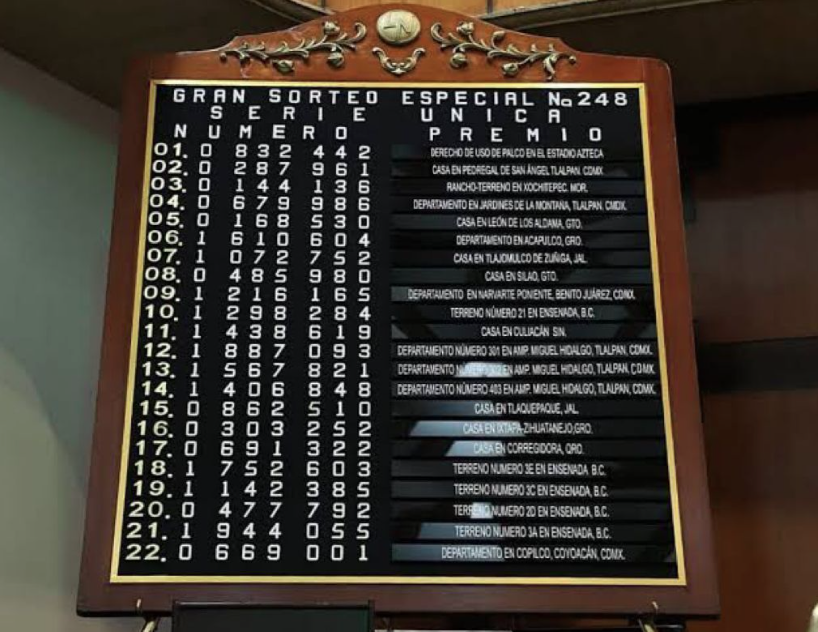 GRAN SORTEO ESPECIAL No 248
SERIE UNICA
NUMERO PREMIO
01. 0 832 442 DERECHO DE USO DE PALCO EN EL ESTADIO AZTECA
02. 0 287 961 CASA EN PEDREGAL DE SAN ÁNGEL TLALPAN. CDMX
03. 0 144 136 RANCHO-TERRENO EN XOCHITEPEC. MOR.
04. 0 679 986 DEPARTAMENTO EN JARDINES DE LA MONTAÑA, TLALPAN. CMDX.
05. 0 168 530 CASA EN LEÓN DE LOS ALDAMA, GTO.
06. 1 610 604 DEPARTAMENTO EN ACAPULCO, GRO.
07. 1 072 752 CASA EN TLAJOMULCO DE ZUÑIGA, JAL.
08. 0 485 980 CASA EN SILAO, GTO.
09. 1 216 165 DEPARTAMENTO EN NARVARTE PONIENTE, BENITO JUÁREZ, CDMX.
10. 1 298 284 TERRENO NÚMERO 21 EN ENSENADA, B.C.
11. 1 438 619 CASA EN CULIACÁN SIN.
12. 1 887 093 DEPARTAMENTO NÚMERO 301 EN AMP. MIGUEL HIDALGO, TLALPAN, CDMX.
13. 1 567 821 DEPARTAMENTO NÚMERO EN AMP. MIGUEL HIDALGO, TLALPAN. CDMX.
14. 1 406 848 DEPARTAMENTO NÚMERO 403 EN AMP. MIGUEL HIDALGO, TLALPAN, CDMX.
15. 0 862 510 CASA EN TLAQUEPAQUE, JAL.
16. 0 303 252 CASA EN IXTAPA-ZIHUATANEJO,GRO.
17. 0 691 322 CASA EN CORREGIDORA, QRO.
18. 1 752 603 TERRENO NUMERO 3E EN ENSENADA, B.C.
19. 1 142 385 TERRENO NUMERO 3C EN ENSENADA, B.C.
20. 0 477 792 TERRENO NUMERO 2D EN ENSENADA, B.C.
21. 1 944 055 TERRENO NUMERO 3A EN ENSENADA, B.C.
22. 0 669 001 DEPARTAMENTO EN COPILCO, COYOACÁN, CDMX.